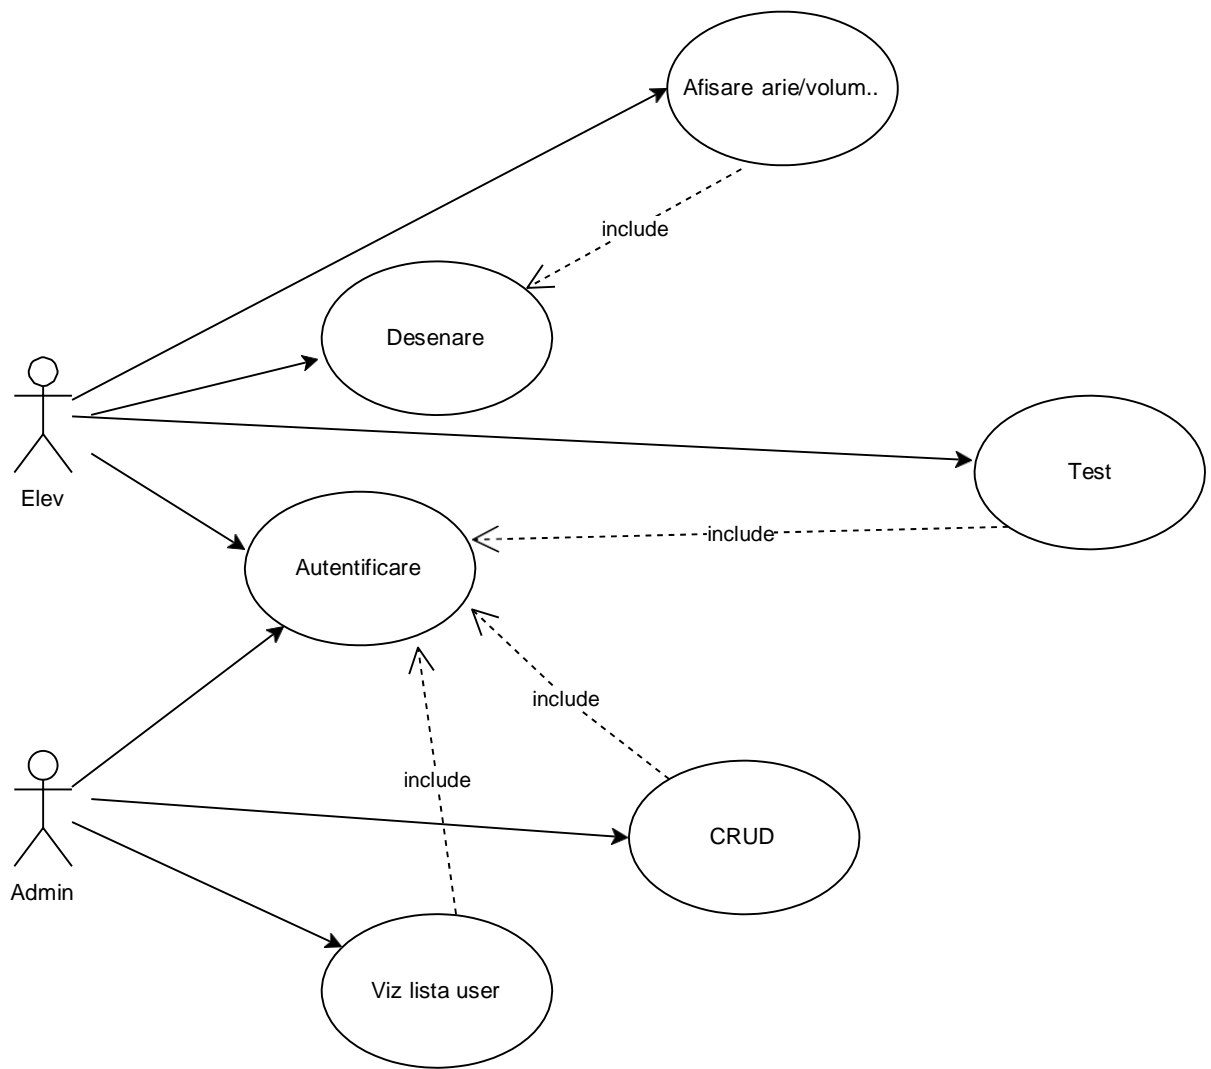 Afisare arie/volum..
include
Desenare
Elev
Test
include
Autentificare
include
include
Admin
CRUD
Viz lista user